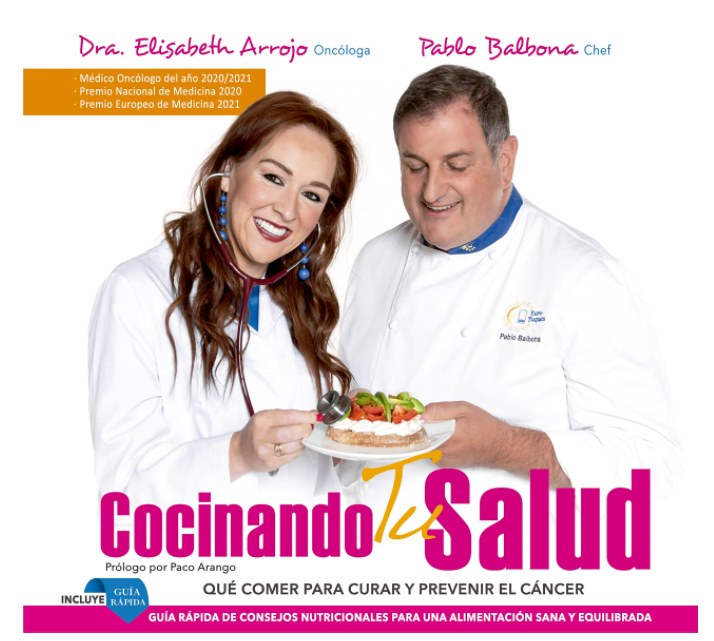 Dra. Elisabeth Arrojo Oncóloga
Pablo Balbona Chef
· Médico Oncólogo del año 2020/2021
· Premio Nacional de Medicina 2020
· Premio Europeo de Medicina 2021
Euro
Toques
Pablo Balbona
Cocinando Tu Salud
Prólogo por Paco Arango
QUÉ COMER PARA CURAR Y PREVENIR EL CÁNCER
INCLUYE GUÍA
RÁPIDA
GUÍA RÁPIDA DE CONSEJOS NUTRICIONALES PARA UNA ALIMENTACIÓN SANA Y EQUILIBRADA